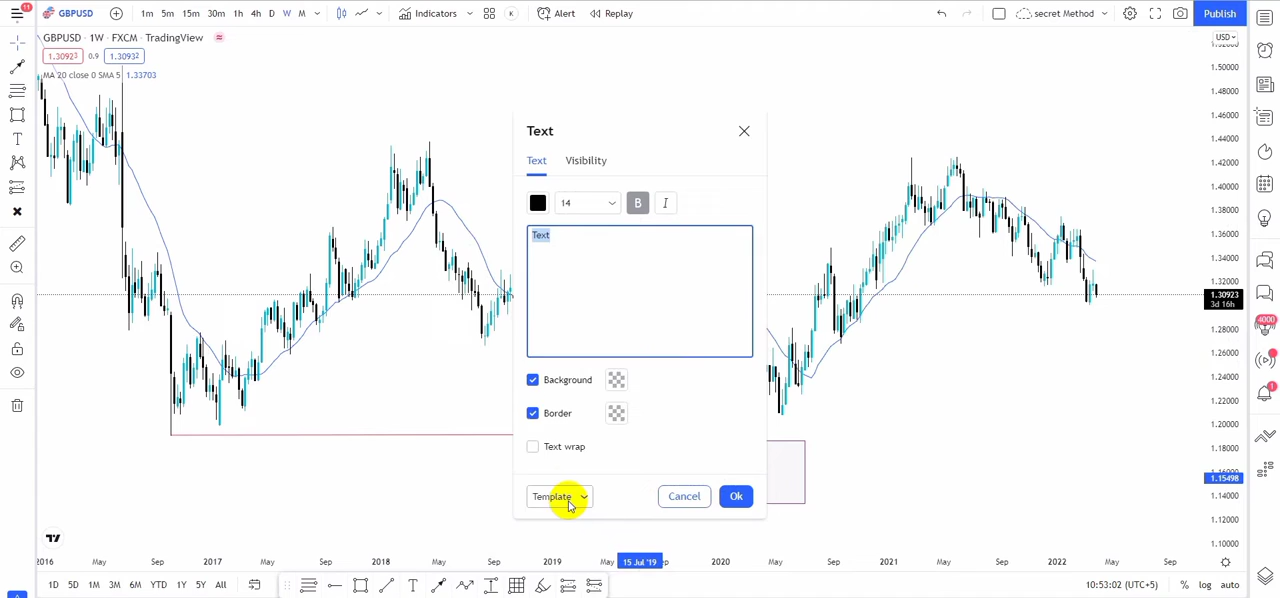 11
GBPUSD
1m 5m 15m 30m 1h 4h D W M
Indicators
K
Alert
Replay
secret Method
Publish
GBPUSD · 1W · FXCM · TradingView
1.30923 0.9 1.30932
MA 20 close 0 SMA 5 1.33703
USD
1.50000
1.48000
1.46000
1.44000
1.42000
1.40000
1.38000
1.36000
1.34000
1.32000
1.30923
3d 16h
1.28000
1.26000
1.24000
1.22000
1.20000
1.18000
1.15498
1.14000
1.12000
1.10000
4000
1
Text
Text Visibility
14 B I
Text
Background
Border
Text wrap
Template Cancel Ok
2016 May Sep 2017 May Sep 2018 May Sep 2019 May 15 Jul '19 2020 May Sep 2021 May Sep 2022 May Sep
1D 5D 1M 3M 6M YTD 1Y 5Y All
T
10:53:02 (UTC+5) % log auto